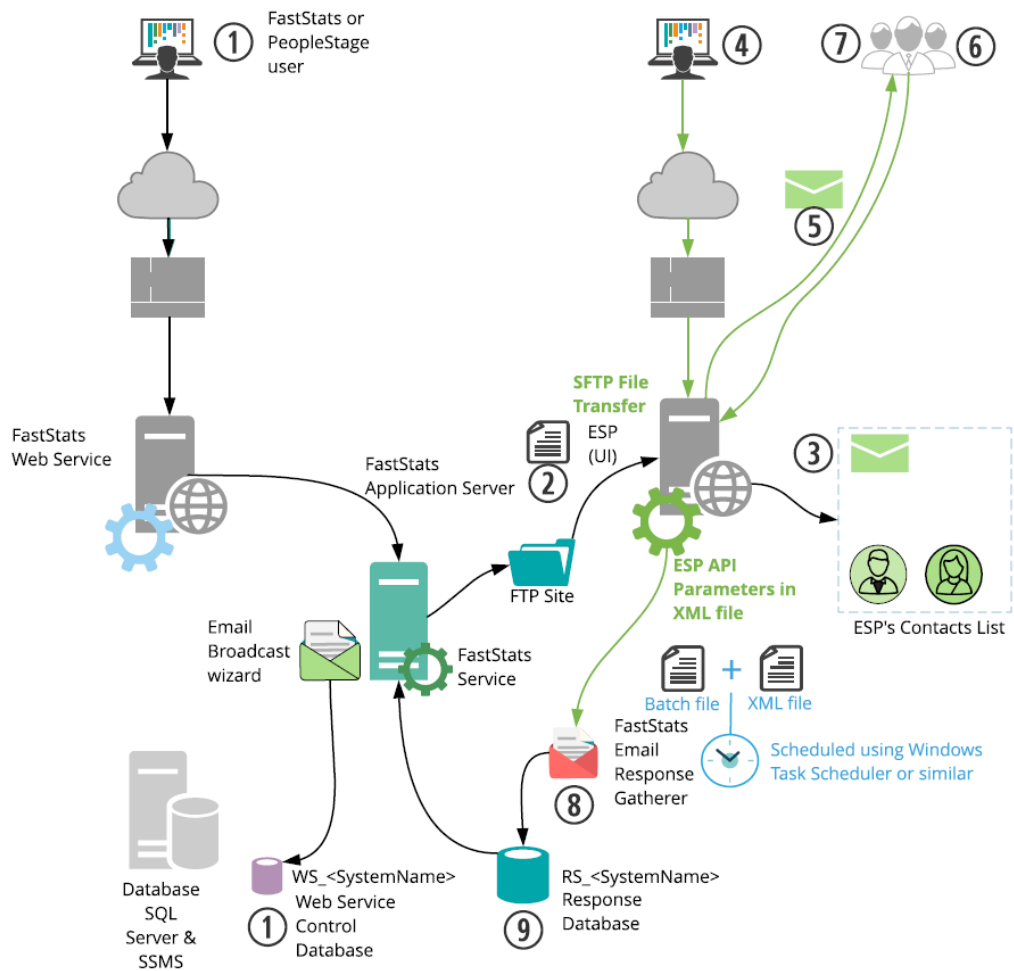 1
FastStats or
PeopleStage
user
4
7
6
5
FastStats
Web Service
SFTP File
Transfer
ESP
(UI)
2
3
FastStats
Application Server
FTP Site
ESP API
Parameters in
XML file
ESP's Contacts List
Email
Broadcast
wizard
FastStats
Service
+
Batch file
XML file
FastStats
Email
Response
Gatherer
8
Scheduled using Windows
Task Scheduler or similar
Database
SQL
Server &
SSMS
WS_<SystemName>
Web Service
Control
Database
1
RS_<SystemName>
Response
Database
9